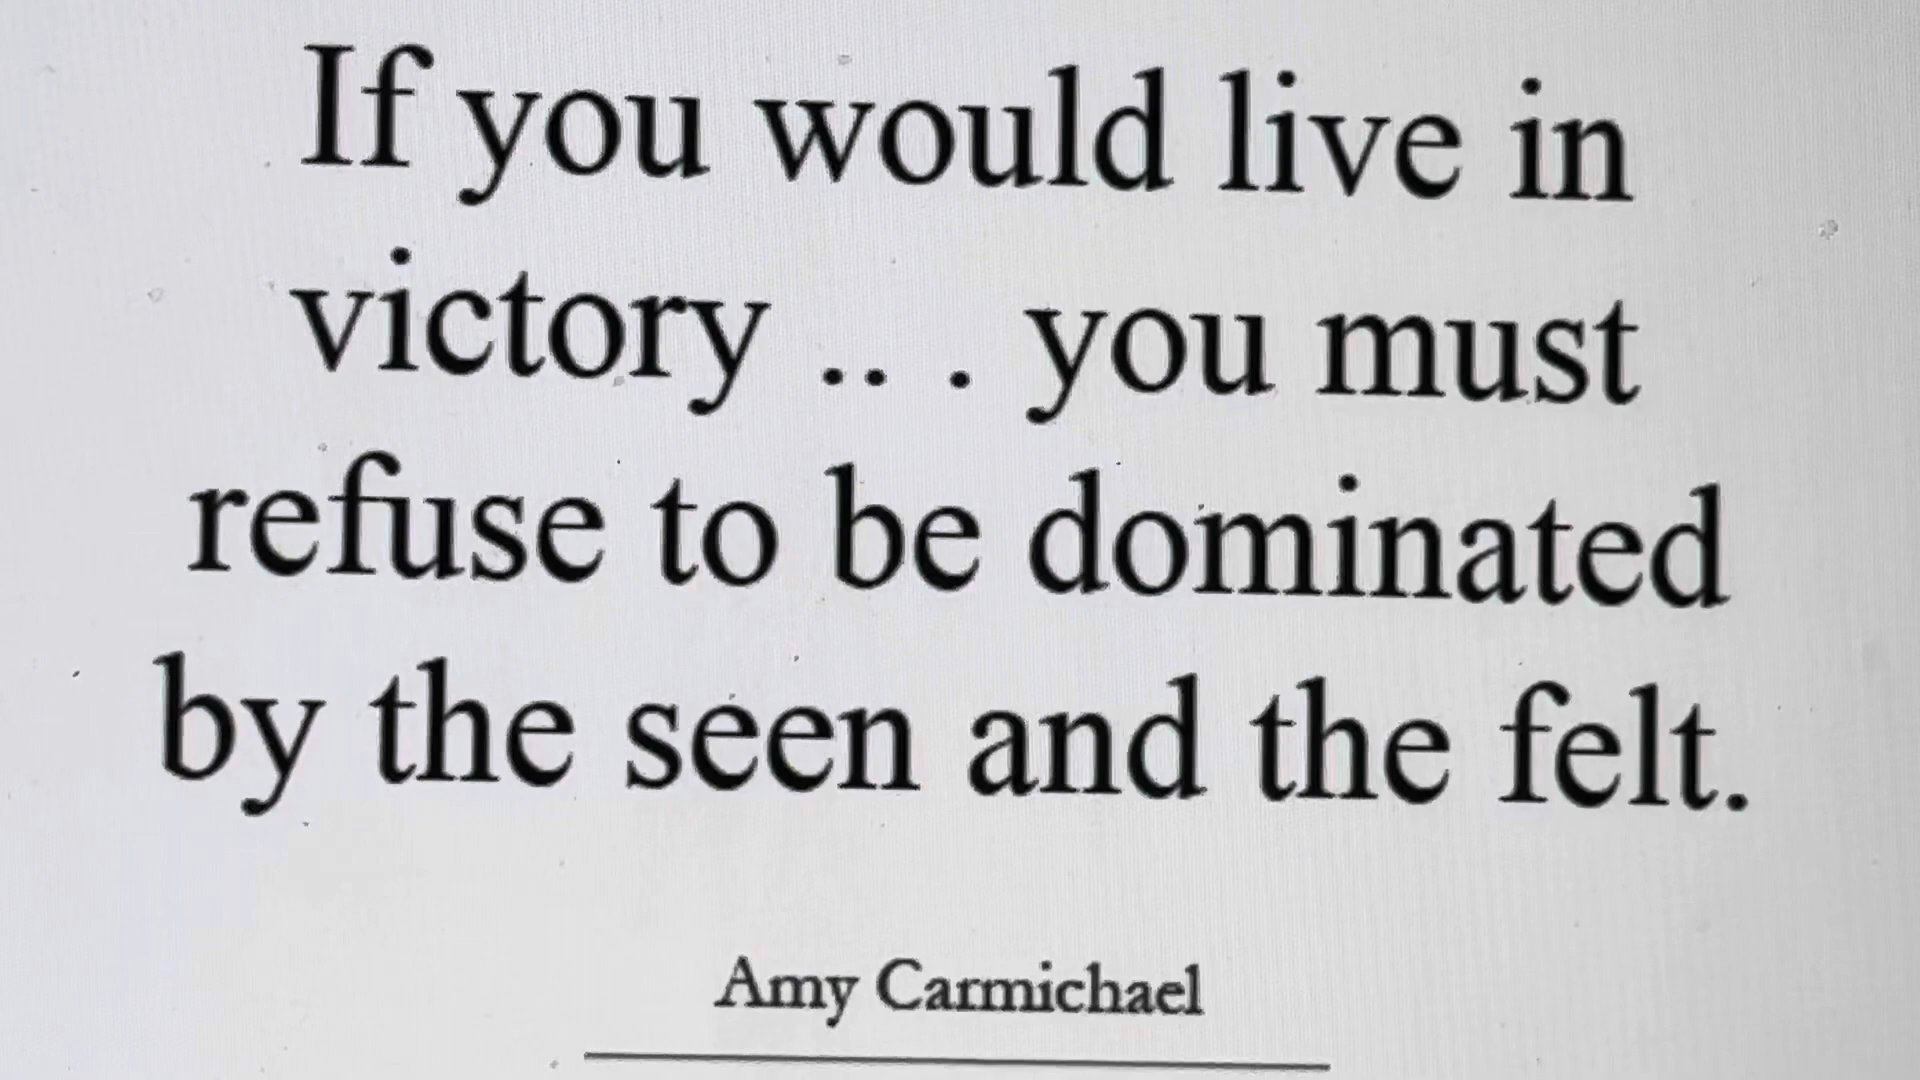 If you would live in
victory .. . you must
refuse to be dominated
by the seen and the felt.
Amy Carmichael